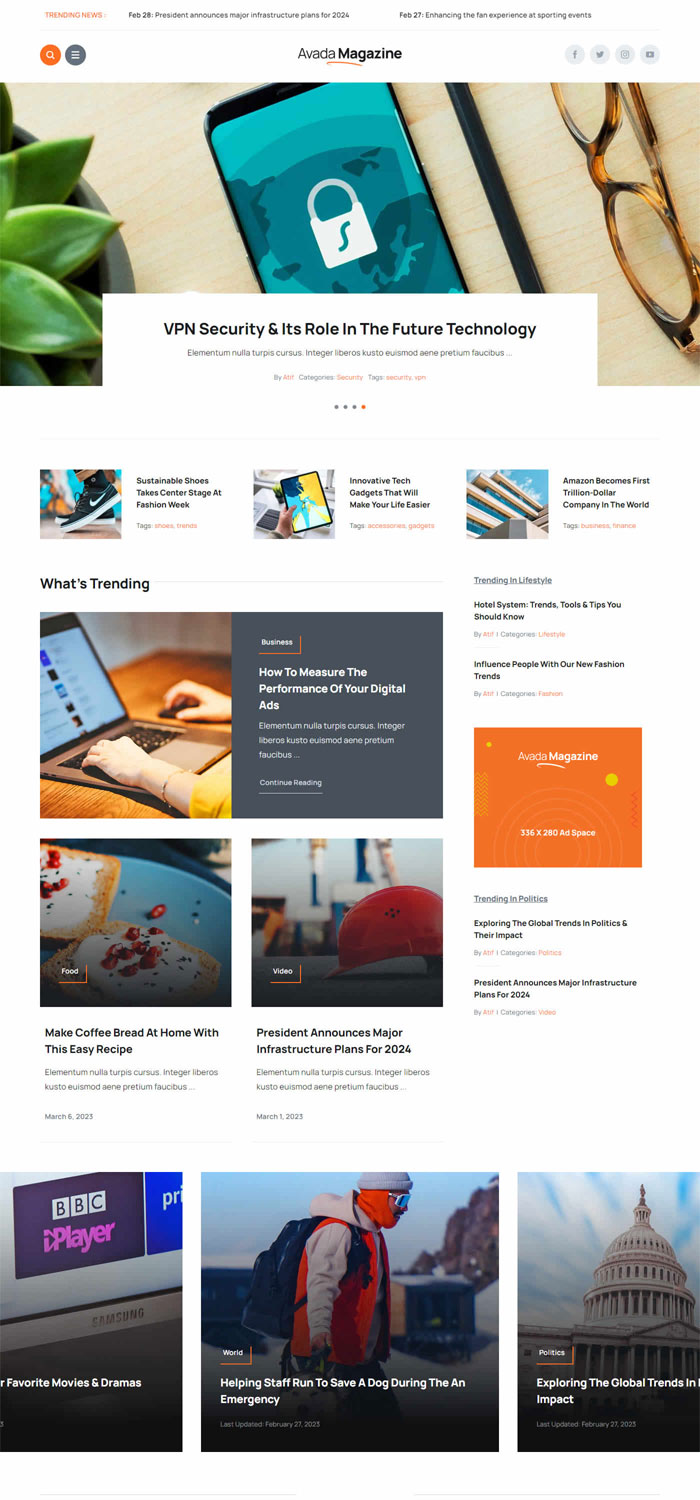 TRENDING NEWS :
Feb 28: President announces major infrastructure plans for 2024
Feb 27: Enhancing the fan experience at sporting events
Avada Magazine
VPN Security & Its Role In The Future Technology
Elementum nulla turpis cursus. Integer liberos kusto euismod aene pretium faucibus ...
By Atif Categories: Security Tags: security, vpn
Sustainable Shoes
Takes Center Stage At
Fashion Week
Tags: shoes, trends
Innovative Tech
Gadgets That Will
Make Your Life Easier
Tags: accessories, gadgets
Amazon Becomes First
Trillion-Dollar
Company In The World
Tags: business, finance
What's Trending
Business
How To Measure The
Performance Of Your Digital
Ads
Elementum nulla turpis cursus. Integer
liberos kusto euismod aene pretium
faucibus ...
Continue Reading
Food
Make Coffee Bread At Home With
This Easy Recipe
Elementum nulla turpis cursus. Integer liberos
kusto euismod aene pretium faucibus ...
March 6, 2023
Video
President Announces Major
Infrastructure Plans For 2024
Elementum nulla turpis cursus. Integer liberos
kusto euismod aene pretium faucibus ...
March 1, 2023
Trending In Lifestyle
Hotel System: Trends, Tools & Tips You
Should Know
By Atif | Categories: Lifestyle
Influence People With Our New Fashion
Trends
By Atif | Categories: Fashion
Avada Magazine
336 X 280 Ad Space
Trending In Politics
Exploring The Global Trends In Politics &
Their Impact
By Atif | Categories: Politics
President Announces Major Infrastructure
Plans For 2024
By Atif | Categories: Video
BBC
iPlayer
pri
SAMSUNG
r Favorite Movies & Dramas
3
World
Helping Staff Run To Save A Dog During The An
Emergency
Last Updated: February 27, 2023
Politics
Exploring The Global Trends In
Impact
Last Updated: February 27, 2023